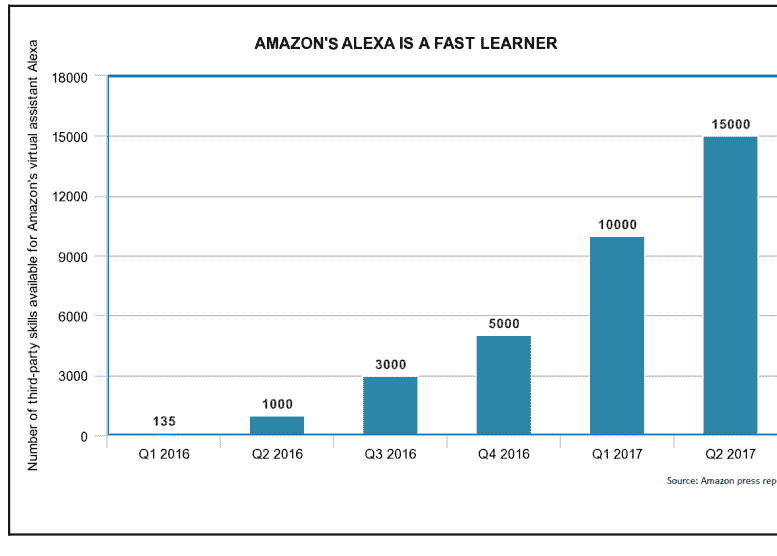 AMAZON'S ALEXA IS A FAST LEARNER
Number of third-party skills available for Amazon's virtual assistant Alexa
18000
15000
12000
9000
6000
3000
0
135
1000
3000
5000
10000
15000
Q1 2016
Q2 2016
Q3 2016
Q4 2016
Q1 2017
Q2 2017
Source: Amazon press